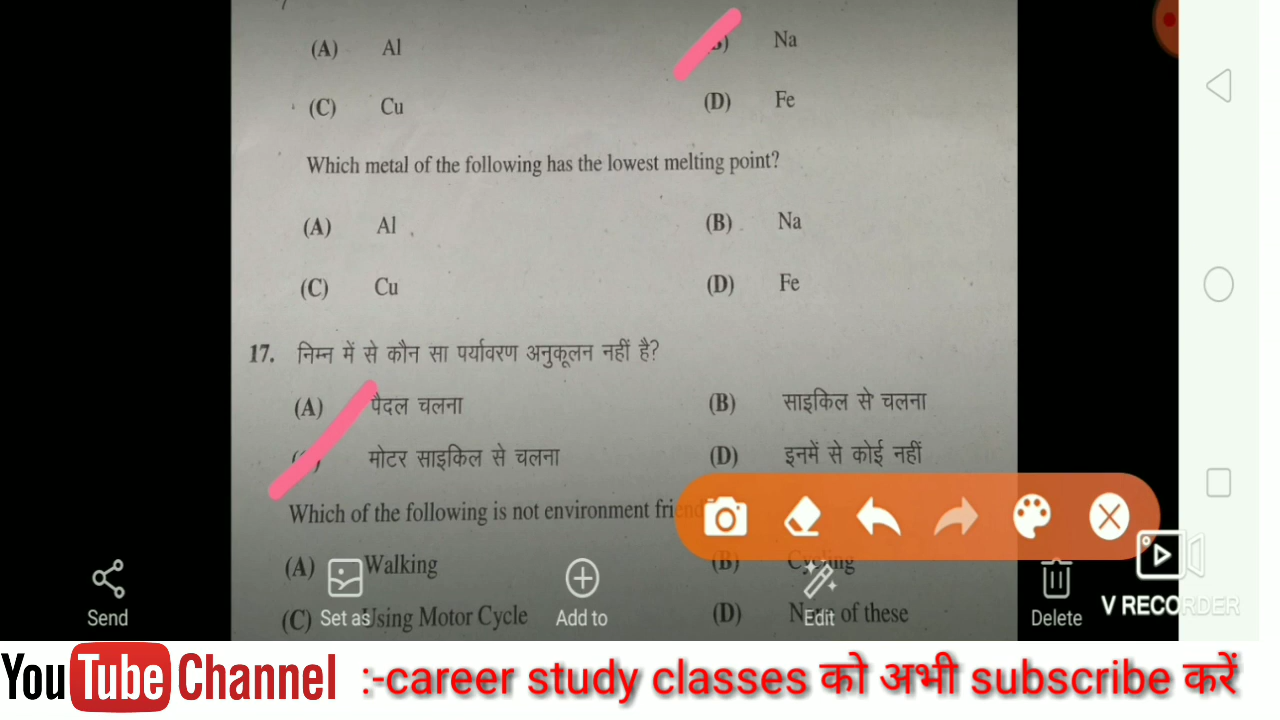 (A) Al
) Na
(C) Cu
(D) Fe
Which metal of the following has the lowest melting point?
(A) Al
(B) Na
(C) Cu
(D) Fe
17. निम्न में से कौन सा पर्यावरण अनुकूलन नहीं है?
(A) पैदल चलना
(B) साइकिल से चलना
मोटर साइकिल से चलना
(D) इनमें से कोई नहीं
Which of the following is not environment
(A) Walking
(B) Cycling
(C) Using Motor Cycle
(D) of these
Send
Set as
Add to
Edit
Delete
V RECORDER
YouTube Channel :-career study classes को अभी subscribe करें